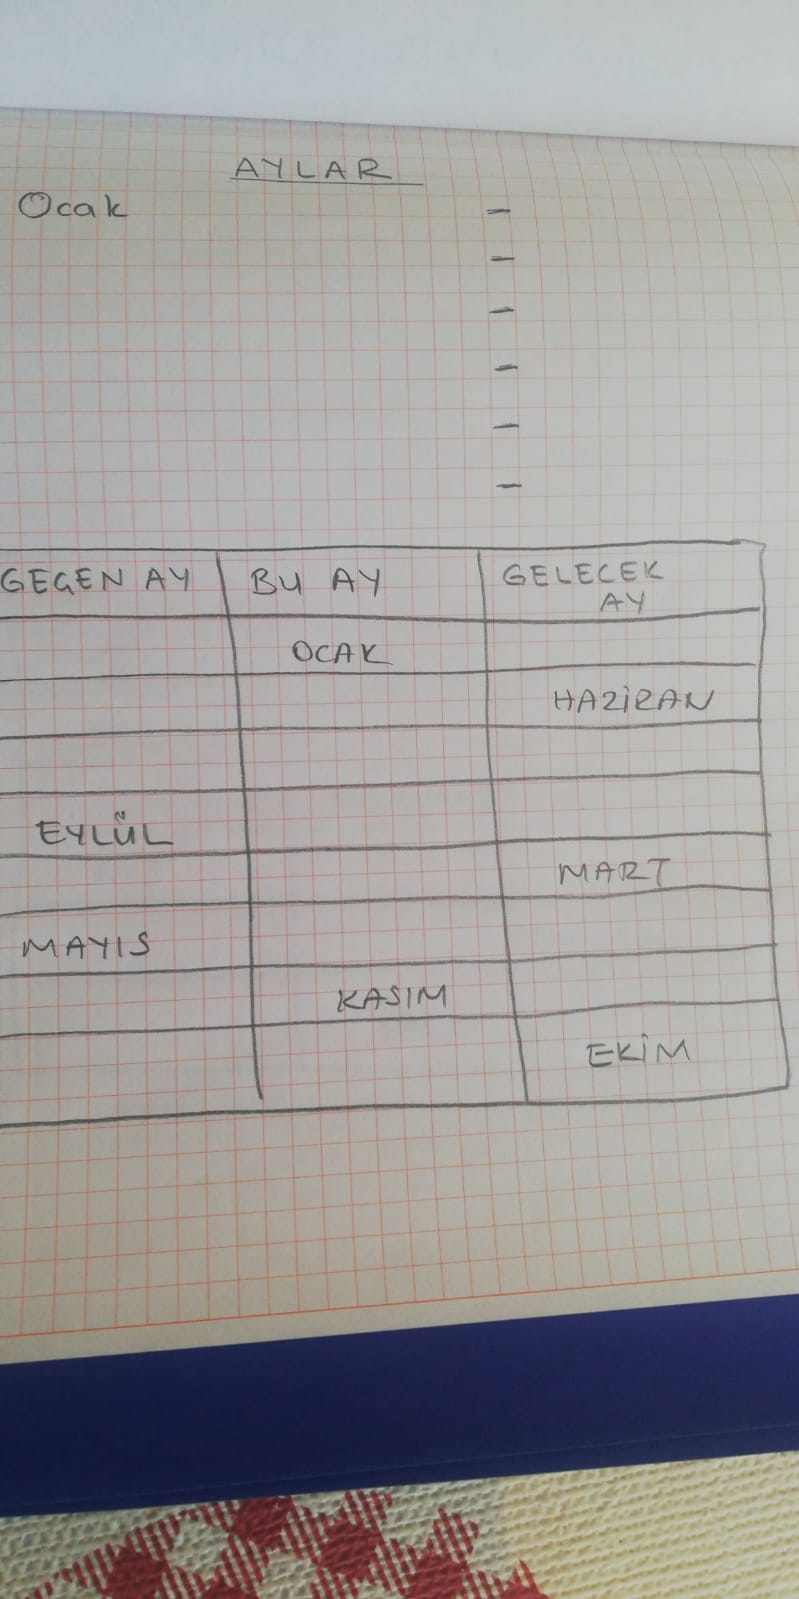 AYLAR
Ocak -
-
-
-
-
-
GEGEN AY BU AY GELECEK AY
OCAK
HAZİRAN
EYLÜL
MART
MAYIS
KASIM
EKİM